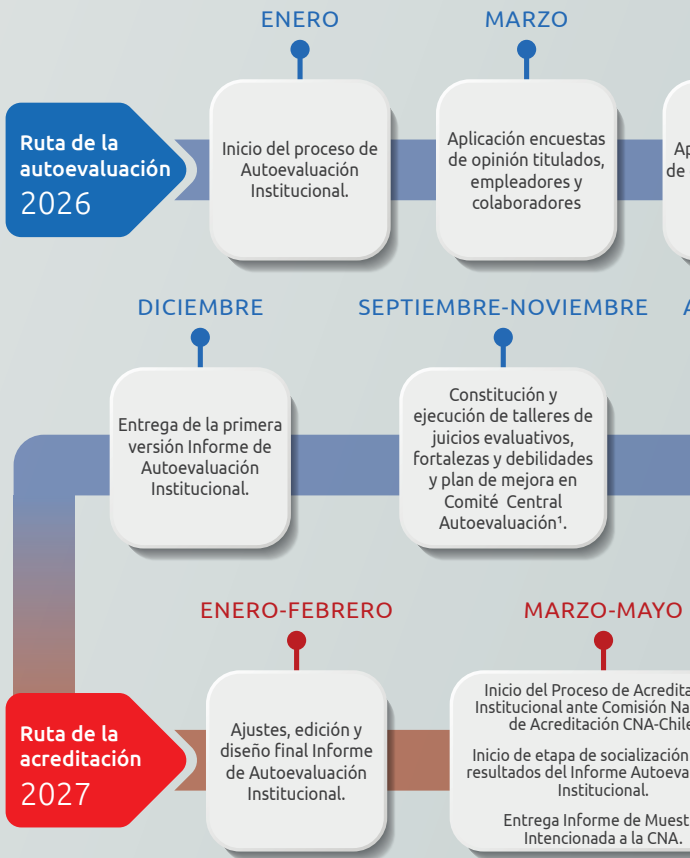 ENERO
MARZO
Ruta de la
autoevaluación
2026
Inicio del proceso de
Autoevaluación
Institucional.
Aplicación encuestas
de opinión titulados,
empleadores y
colaboradores
de
DICIEMBRE
SEPTIEMBRE-NOVIEMBRE
Entrega de la primera
versión Informe de
Autoevaluación
Institucional.
Constitución y
ejecución de talleres de
juicios evaluativos,
fortalezas y debilidades
y plan de mejora en
Comité Central
Autoevaluación¹.
ENERO-FEBRERO
MARZO-MAYO
Ruta de la
acreditación
2027
Ajustes, edición y
diseño final Informe
de Autoevaluación
Institucional.
Inicio del Proceso de
Institucional ante Comisión
de Acreditación CNA-Chile
Inicio de etapa de socialización
resultados del Informe
Institucional.
Entrega Informe de
Intencionada a la CNA.